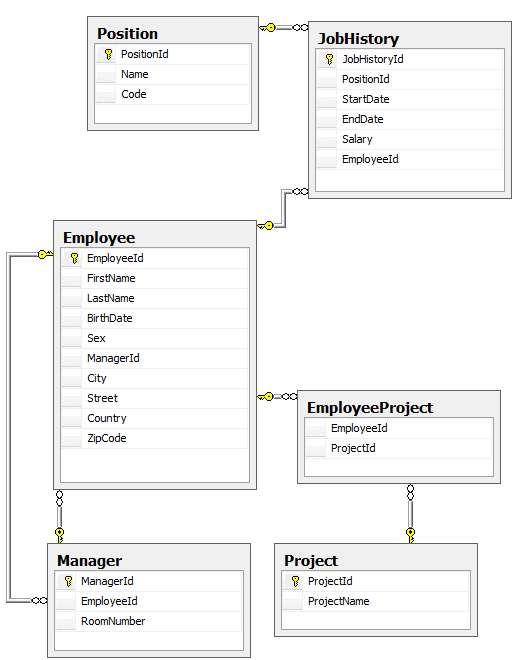 Position
PositionId
Name
Code
JobHistory
JobHistoryId
PositionId
StartDate
EndDate
Salary
EmployeeId
Employee
EmployeeId
FirstName
LastName
BirthDate
Sex
ManagerId
City
Street
Country
ZipCode
EmployeeProject
EmployeeId
ProjectId
Manager
ManagerId
EmployeeId
RoomNumber
Project
ProjectId
ProjectName